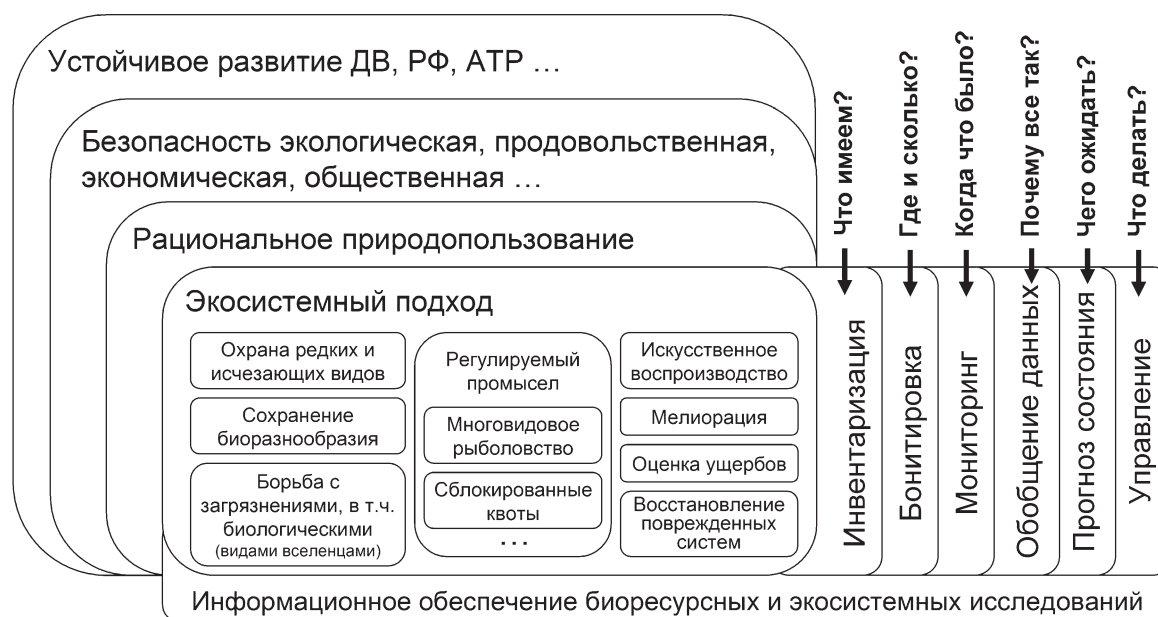 Устойчивое развитие ДВ, РФ, АТР …
Безопасность экологическая, продовольственная,
экономическая, общественная …
Рациональное природопользование
Экосистемный подход
Охрана редких и
исчезающих видов
Сохранение
биоразнообразия
Борьба с
загрязнениями, в т.ч.
биологическими
(видами вселенцами)
Регулируемый
промысел
Многовидовое
рыболовство
Сблокированные
квоты
…
Искусственное
воспроизводство
Мелиорация
Оценка ущербов
Восстановление
поврежденных
систем
Что имеем?
Где и сколько?
Когда что было?
Почему все так?
Чего ожидать?
Что делать?
Инвентаризация
Бонитировка
Мониторинг
Обобщение данных
Прогноз состояния
Управление
Информационное обеспечение биоресурсных и экосистемных исследований